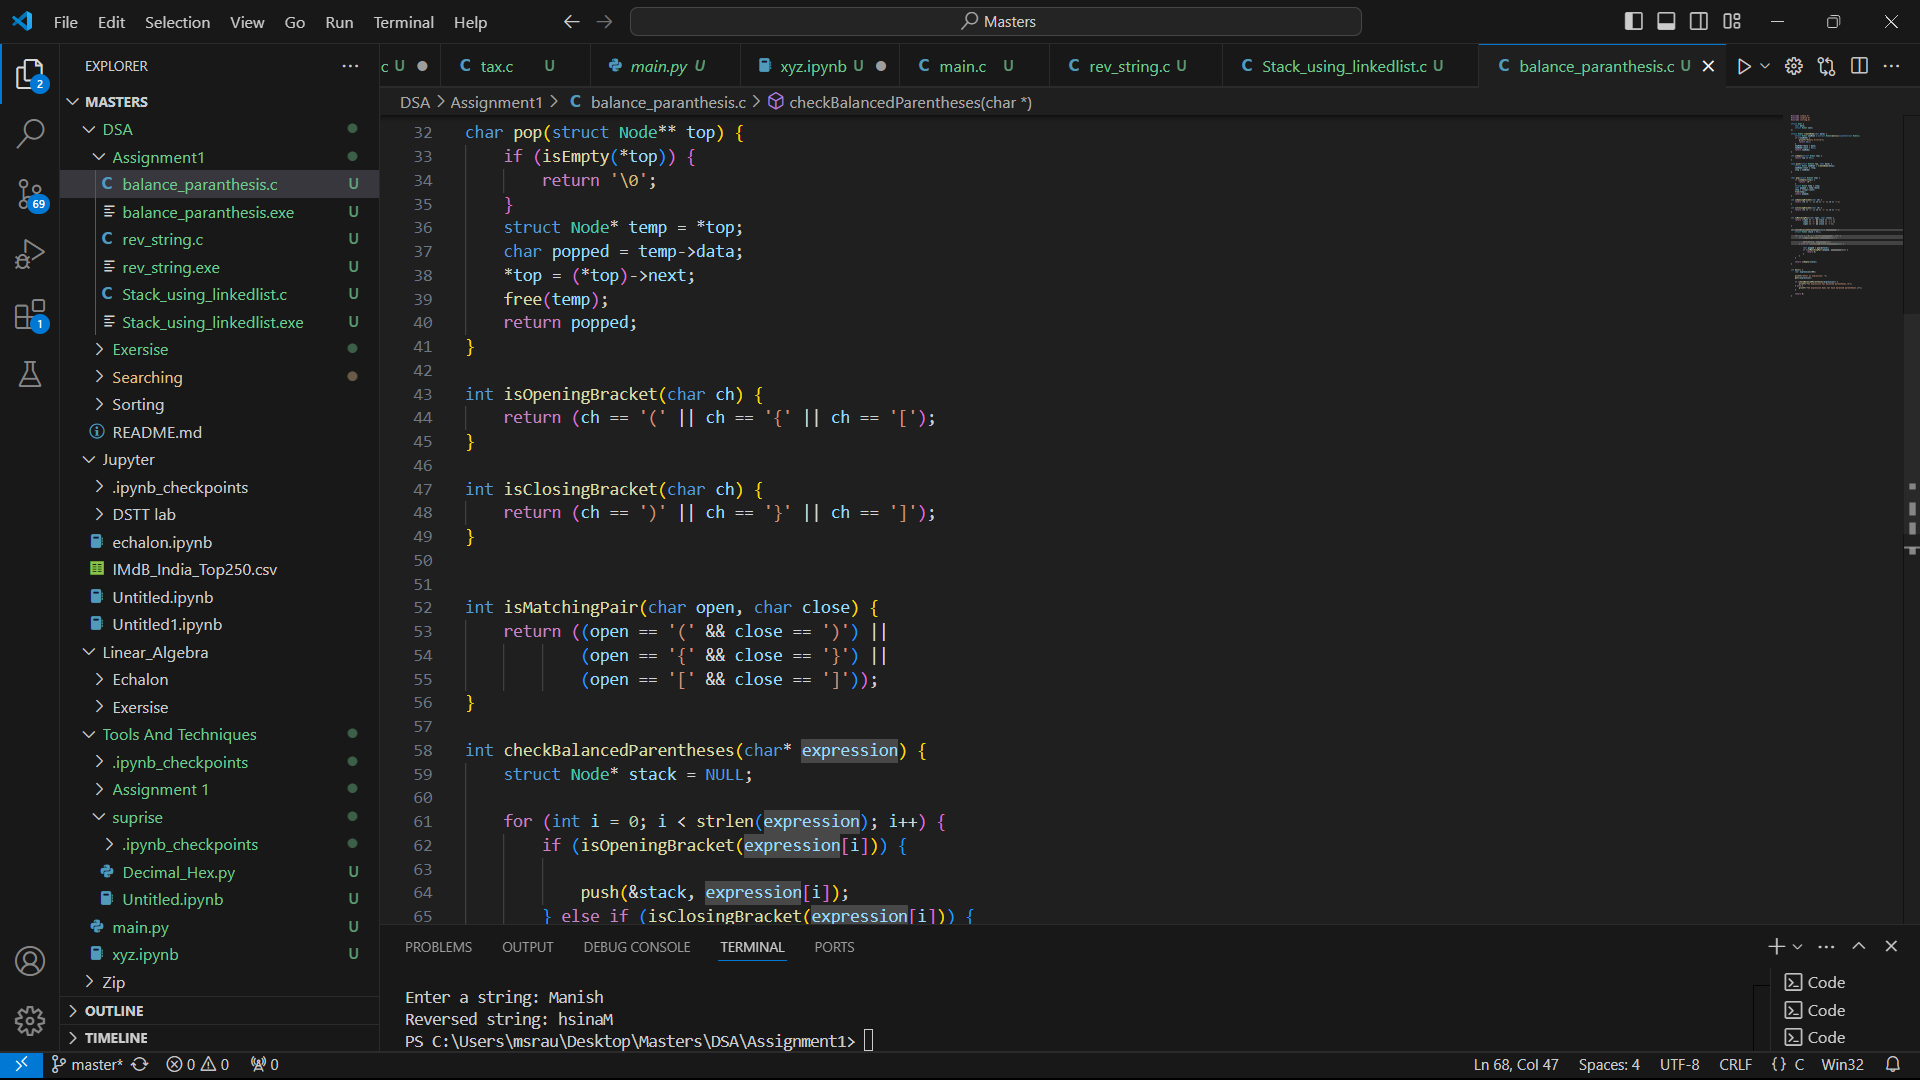 File Edit Selection View Go Run Terminal Help
Masters
EXPLORER
c U tax.c U main.py U xyz.ipynb U main.c U rev_string.c U Stack_using_linkedlist.c U balance_paranthesis.c U
DSA > Assignment1 > C balance_paranthesis.c > checkBalancedParentheses(char *)
2
69
1
MASTERS
DSA
Assignment1
C balance_paranthesis.c U
balance_paranthesis.exe U
C rev_string.c U
rev_string.exe U
C Stack_using_linkedlist.c U
Stack_using_linkedlist.exe U
Exersise
Searching
Sorting
README.md
Jupyter
.ipynb_checkpoints
DSTT lab
echalon.ipynb
IMdB_India_Top250.csv
Untitled.ipynb
Untitled1.ipynb
Linear_Algebra
Echalon
Exersise
Tools And Techniques
.ipynb_checkpoints
Assignment 1
suprise
.ipynb_checkpoints
Decimal_Hex.py U
Untitled.ipynb U
main.py U
xyz.ipynb U
Zip
OUTLINE
TIMELINE
32 char pop(struct Node** top) {
33 if (isEmpty(*top)) {
34 return '\0';
35 }
36 struct Node* temp = *top;
37 char popped = temp->data;
38 *top = (*top)->next;
39 free(temp);
40 return popped;
41 }
42
43 int isOpeningBracket(char ch) {
44 return (ch == '(' || ch == '{' || ch == '[');
45 }
46
47 int isClosingBracket(char ch) {
48 return (ch == ')' || ch == '}' || ch == ']');
49 }
50
51
52 int isMatchingPair(char open, char close) {
53 return ((open == '(' && close == ')') ||
54 (open == '{' && close == '}') ||
55 (open == '[' && close == ']'));
56 }
57
58 int checkBalancedParentheses(char* expression) {
59 struct Node* stack = NULL;
60
61 for (int i = 0; i < strlen(expression); i++) {
62 if (isOpeningBracket(expression[i])) {
63
64 push(&stack, expression[i]);
65 } else if (isClosingBracket(expression[i])) {
PROBLEMS OUTPUT DEBUG CONSOLE TERMINAL PORTS
Enter a string: Manish
Reversed string: hsinaM
PS C:\Users\msrau\Desktop\Masters\DSA\Assignment1>
Code
Code
Code
master* 0 0 0 Ln 68, Col 47 Spaces: 4 UTF-8 CRLF {} C Win32